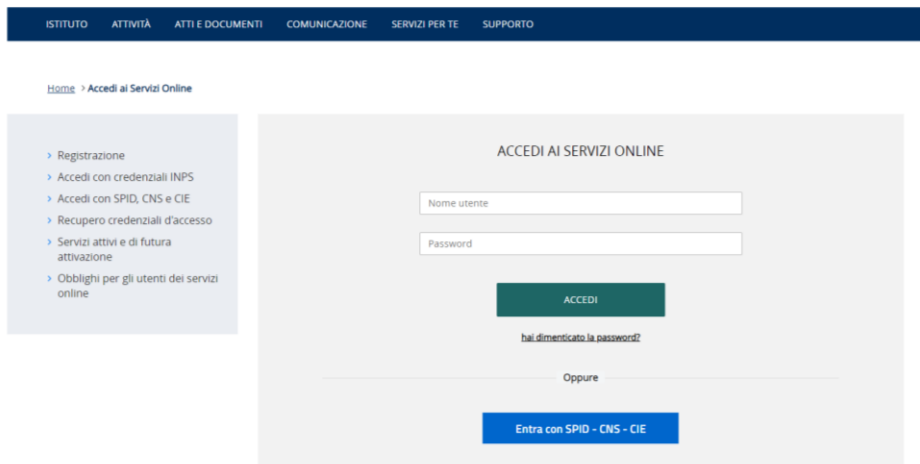 ISTITUTO ATTIVITÀ ATTI E DOCUMENTI COMUNICAZIONE SERVIZI PER TE SUPPORTO
Home > Accedi ai Servizi Online
> Registrazione
> Accedi con credenziali INPS
> Accedi con SPID, CNS e CIE
> Recupero credenziali d'accesso
> Servizi attivi e di futura
attivazione
> Obblighi per gli utenti dei servizi
online
ACCEDI AI SERVIZI ONLINE
Nome utente
Password
ACCEDI
hai dimenticato la password?
Oppure
Entra con SPID - CNS - CIE